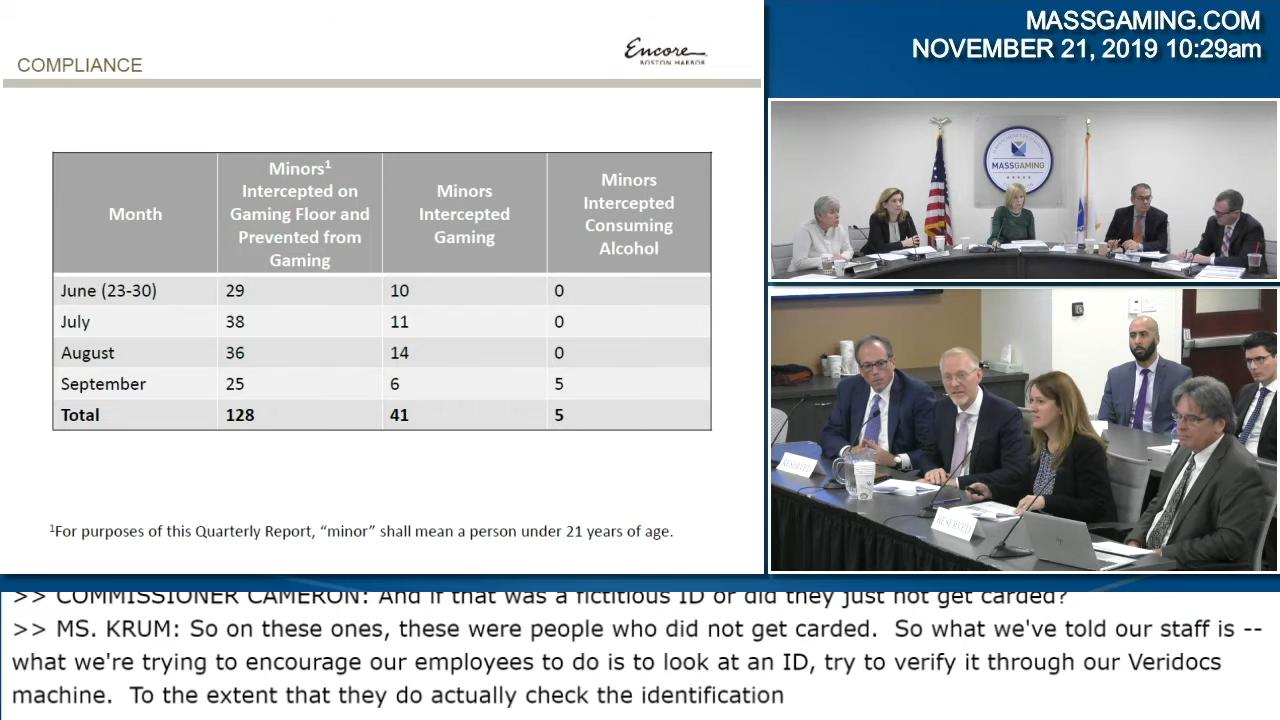 COMPLIANCE
Encore
BOSTON HARBOR
Month
Minors¹
Intercepted on
Gaming Floor and
Prevented from
Gaming
Minors
Intercepted
Gaming
Minors
Intercepted
Consuming
Alcohol
June (23-30) 29 10 0
July 38 11 0
August 36 14 0
September 25 6 5
Total 128 41 5
¹For purposes of this Quarterly Report, “minor” shall mean a person under 21 years of age.
MASSGAMING.COM
NOVEMBER 21, 2019 10:29am
MASSGAMING
RESERVED
RESERVED
>> COMMISSIONER CAMERON: And if that was a fictitious ID or did they just not get carded?
>> MS. KRUM: So on these ones, these were people who did not get carded.  So what we've told our staff is --
what we're trying to encourage our employees to do is to look at an ID, try to verify it through our Veridocs
machine.  To the extent that they do actually check the identification